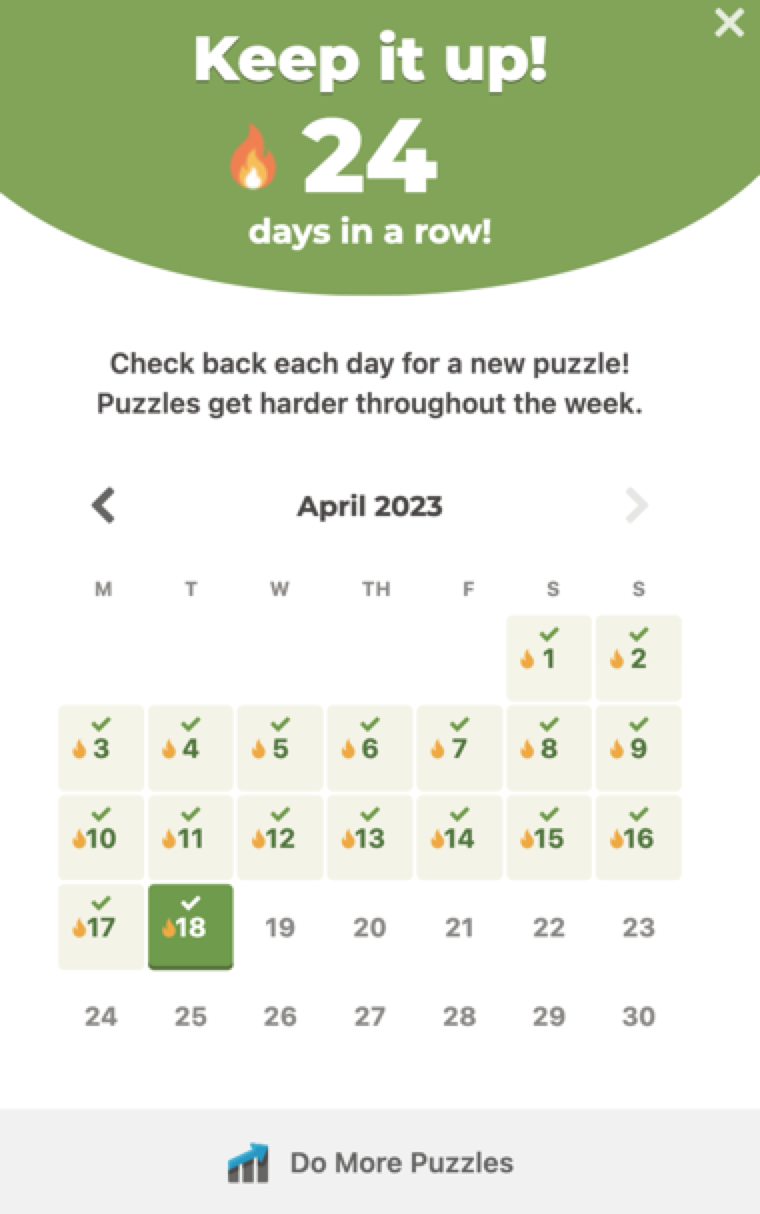 Keep it up!
24
days in a row!
Check back each day for a new puzzle!
Puzzles get harder throughout the week.
April 2023
M T W TH F S S
1 2
3 4 5 6 7 8 9
10 11 12 13 14 15 16
17 18 19 20 21 22 23
24 25 26 27 28 29 30
Do More Puzzles